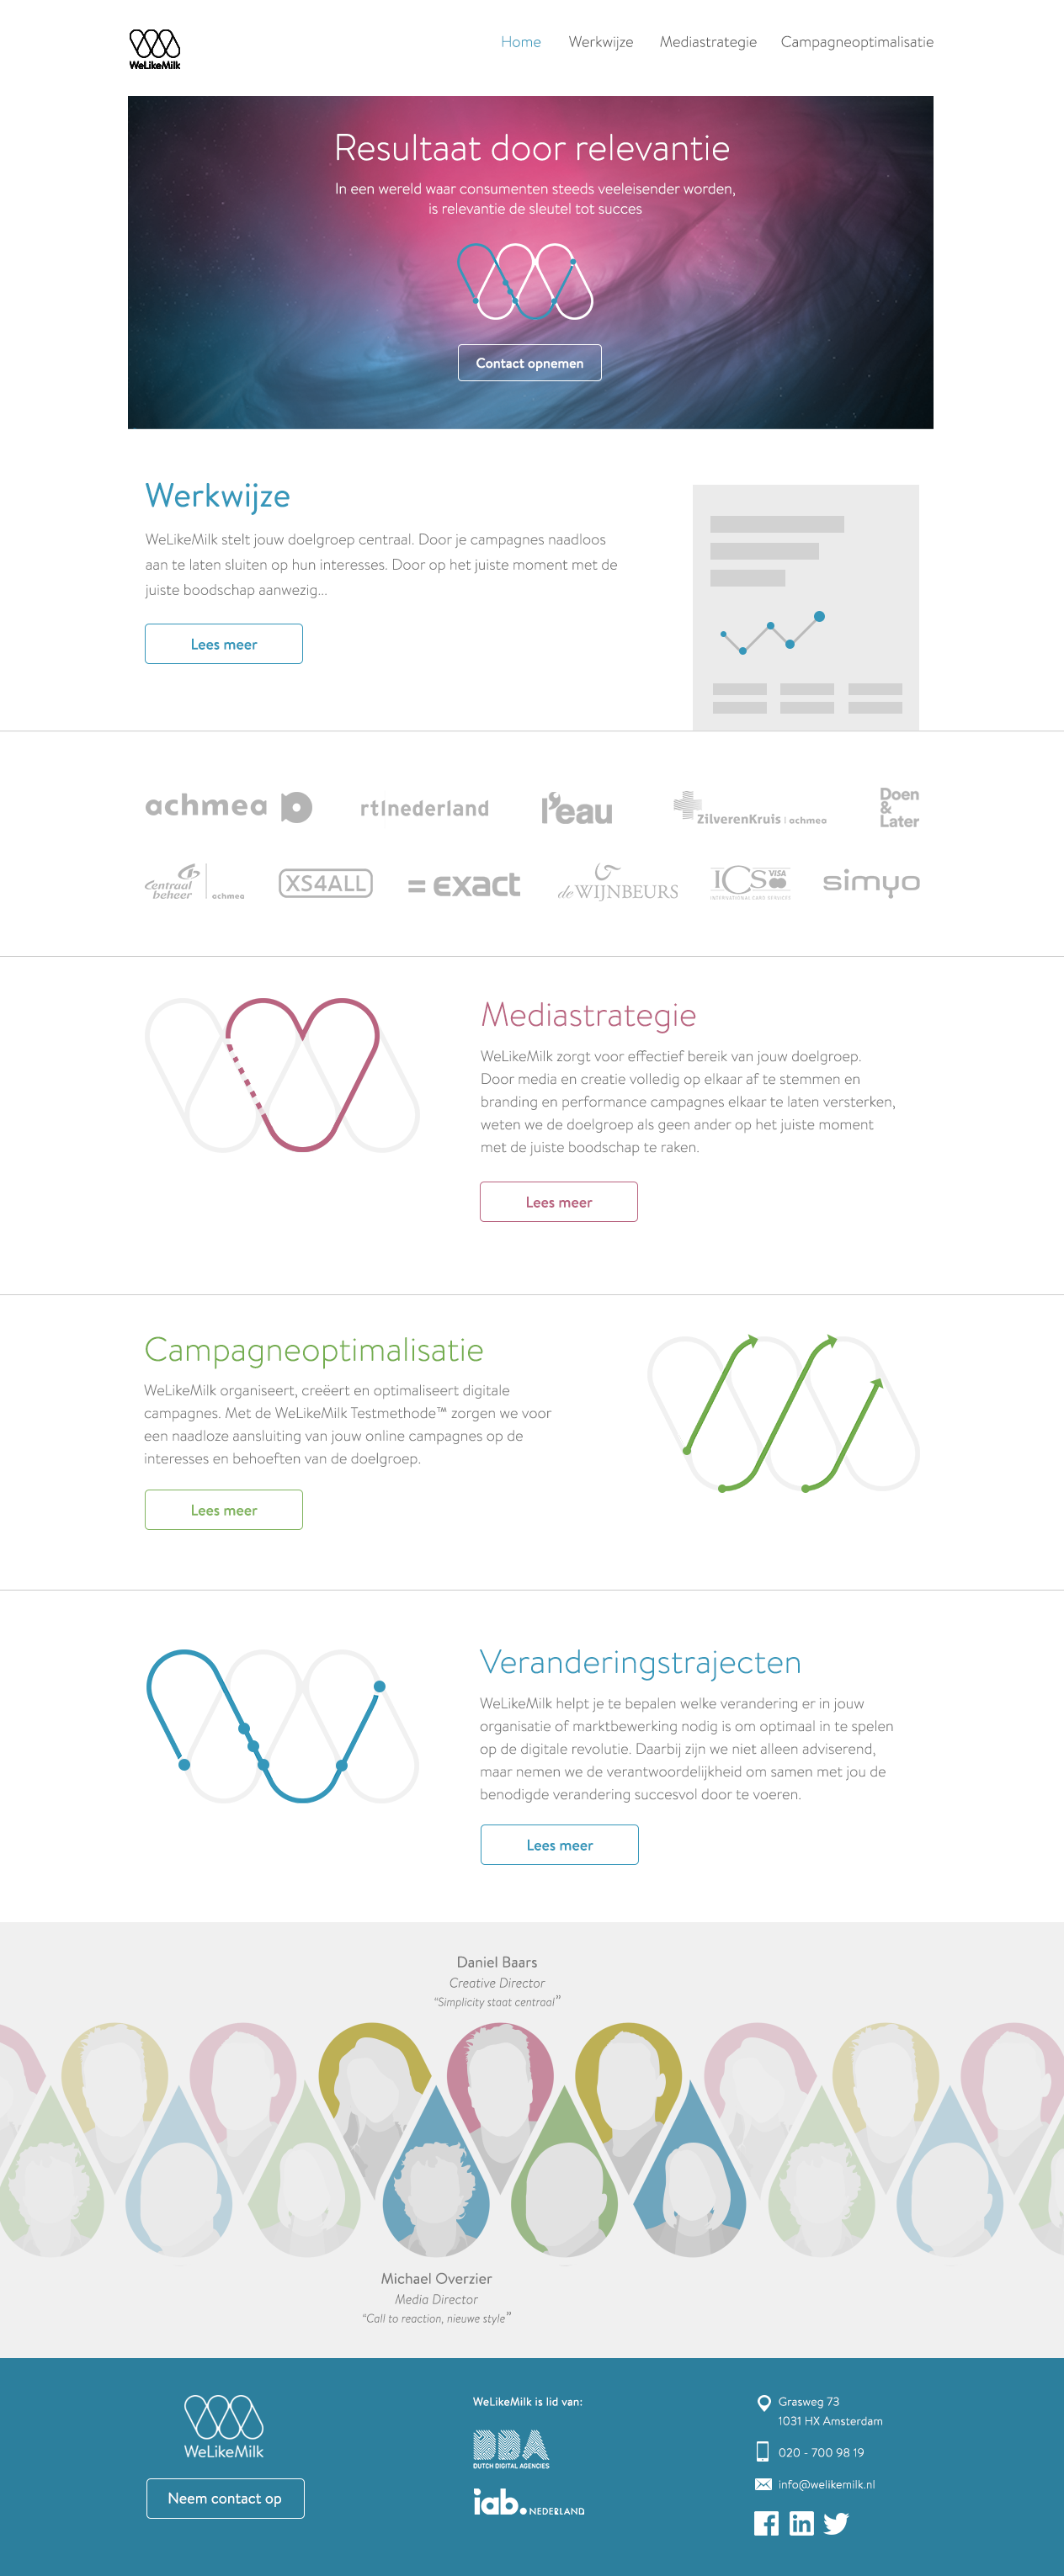 WeLikeMilk
Home Werkwijze Mediastrategie Campagneoptimalisatie
Resultaat door relevantie
In een wereld waar consumenten steeds veeleisender worden,
is relevantie de sleutel tot succes
Contact opnemen
Werkwijze
WeLikeMilk stelt jouw doelgroep centraal. Door je campagnes naadloos
aan te laten sluiten op hun interesses. Door op het juiste moment met de
juiste boodschap aanwezig...
Lees meer
achmea
rtlnederland
l'eau
ZilverenKruis | achmea
Doen
&
Later
Centraal
beheer | achmea
XS4ALL
= exact
de WIJNBEURS
ICS VISA
INTERNATIONAL CARD SERVICES
simyo
Mediastrategie
WeLikeMilk zorgt voor effectief bereik van jouw doelgroep.
Door media en creatie volledig op elkaar af te stemmen en
branding en performance campagnes elkaar te laten versterken,
weten we de doelgroep als geen ander op het juiste moment
met de juiste boodschap te raken.
Lees meer
Campagneoptimalisatie
WeLikeMilk organiseert, creëert en optimaliseert digitale
campagnes. Met de WeLikeMilk Testmethode™ zorgen we voor
een naadloze aansluiting van jouw online campagnes op de
interesses en behoeften van de doelgroep.
Lees meer
Veranderingstrajecten
WeLikeMilk helpt je te bepalen welke verandering er in jouw
organisatie of marktbewerking nodig is om optimaal in te spelen
op de digitale revolutie. Daarbij zijn we niet alleen adviserend,
maar nemen we de verantwoordelijkheid om samen met jou de
benodigde verandering succesvol door te voeren.
Lees meer
Daniel Baars
Creative Director
“Simplicity staat centraal”
Michael Overzier
Media Director
“Call to reaction, nieuwe style”
WeLikeMilk
Neem contact op
WeLikeMilk is lid van:
DDA
DUTCH DIGITAL AGENCIES
iab. NEDERLAND
Grasweg 73
1031 HX Amsterdam
020 - 700 98 19
info@welikemilk.nl